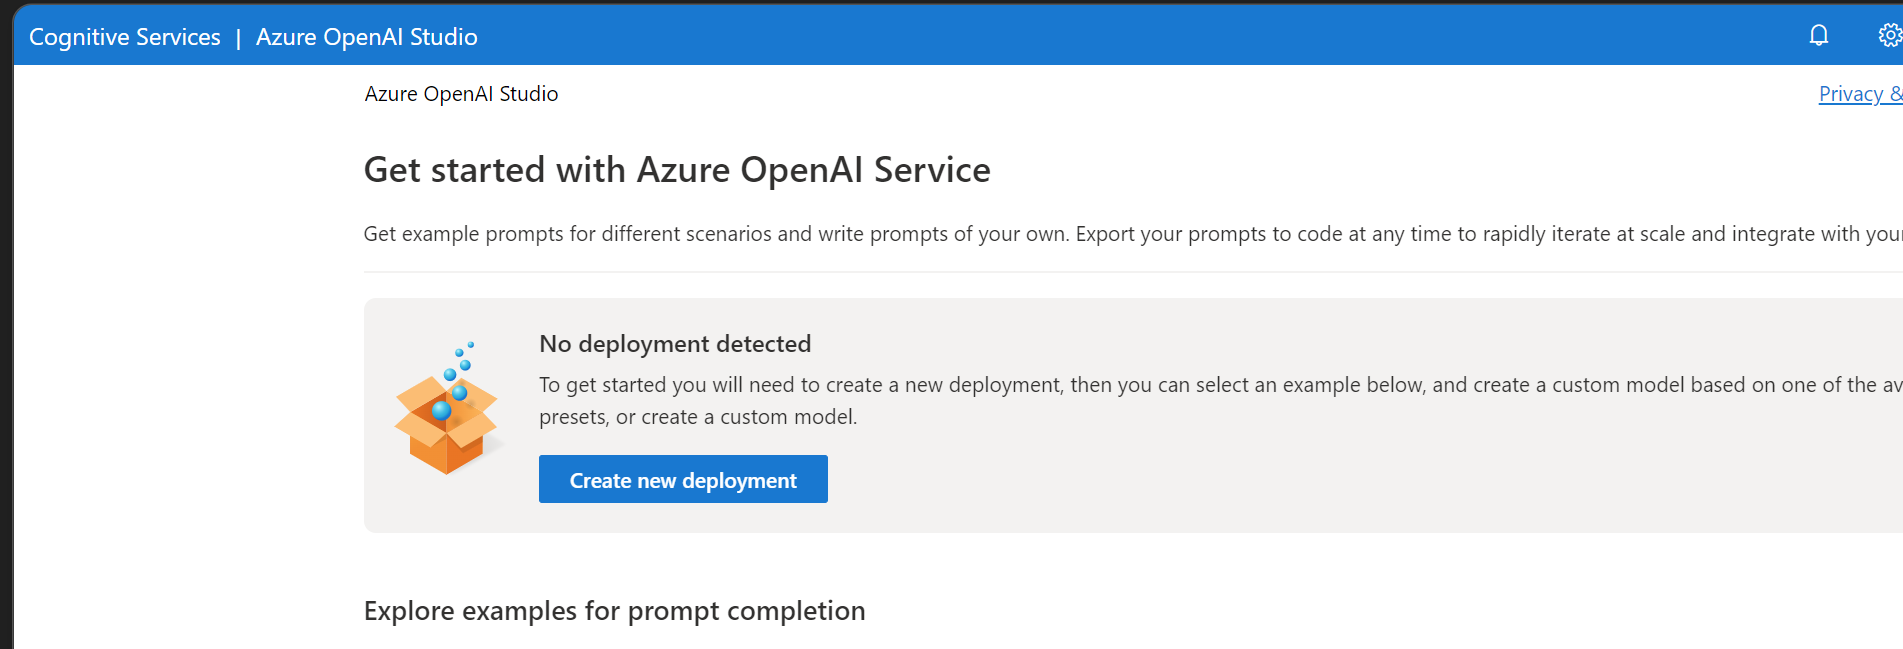 Cognitive Services | Azure OpenAI Studio
Azure OpenAI Studio
Privacy &
Get started with Azure OpenAI Service
Get example prompts for different scenarios and write prompts of your own. Export your prompts to code at any time to rapidly iterate at scale and integrate with your
No deployment detected
To get started you will need to create a new deployment, then you can select an example below, and create a custom model based on one of the av
presets, or create a custom model.
Create new deployment
Explore examples for prompt completion